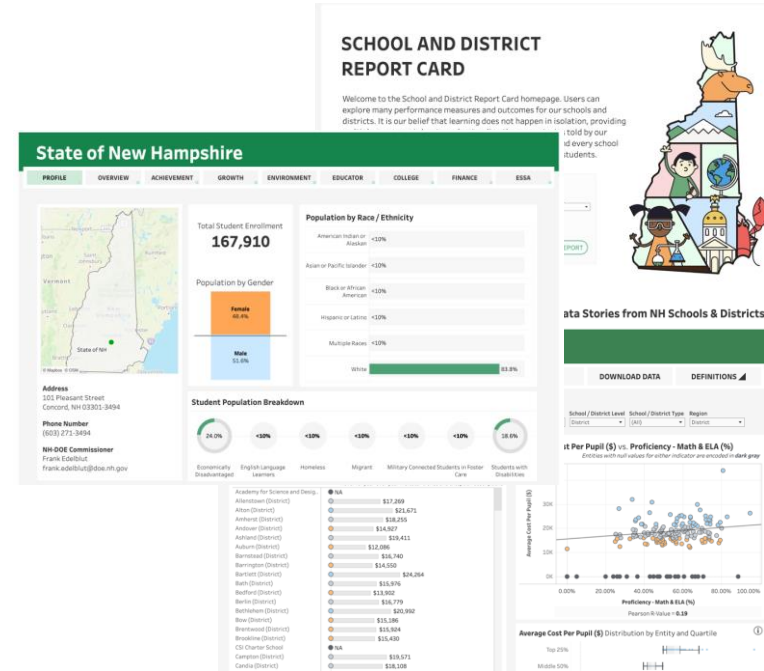 SCHOOL AND DISTRICT
REPORT CARD
Welcome to the School and District Report Card homepage. Users can
explore many performance measures and outcomes for our schools and
districts. It is our belief that learning does not happen in isolation, providing
told by our
every school
students.
State of New Hampshire
PROFILE OVERVIEW ACHIEVEMENT GROWTH ENVIRONMENT EDUCATOR COLLEGE FINANCE ESSA
Vermont
State of NH
© Mapbox © OSM
Address
101 Pleasant Street
Concord, NH 03301-3494
Phone Number
(603) 271-3494
NH-DOE Commissioner
Frank Edelblut
frank.edelblut@doe.nh.gov
Total Student Enrollment
167,910
Population by Gender
Female
48.4%
Male
51.6%
Population by Race / Ethnicity
American Indian or
Alaskan
<10%
Asian or Pacific Islander <10%
Black or African
American
<10%
Hispanic or Latino <10%
Multiple Races <10%
White 83.8%
Student Population Breakdown
24.0% <10% <10% <10% <10% <10% 18.6%
Economically
Disadvantaged
English Language
Learners
Homeless
Migrant
Military Connected
Students in Foster
Care
Students with
Disabilities
Academy for Science and Desig.. NA
Allenstown (District) $17,269
Alton (District) $21,671
Amherst (District) $18,255
Andover (District) $14,927
Ashland (District) $19,411
Auburn (District) $12,086
Barnstead (District) $16,740
Barrington (District) $14,550
Bartlett (District) $24,264
Bath (District) $15,976
Bedford (District) $13,902
Berlin (District) $16,779
Bethlehem (District) $20,992
Bow (District) $15,186
Brentwood (District) $15,924
Brookline (District) $15,430
CSI Charter School NA
Campton (District) $19,571
Candia (District) $18,108
PORT
ata Stories from NH Schools & Districts
DOWNLOAD DATA DEFINITIONS
School / District Level School / District Type Region
District (All) District
st Per Pupil ($) vs. Proficiency - Math & ELA (%)
Entities with null values for either indicator are encoded in dark gray
Average Cost Per Pupil ($)
30K
20K
10K
0K
0.00% 20.00% 40.00% 60.00% 80.00% 100.00%
Proficiency - Math & ELA (%)
Pearson R-Value = 0.19
Average Cost Per Pupil ($) Distribution by Entity and Quartile
Top 25%
Middle 50%